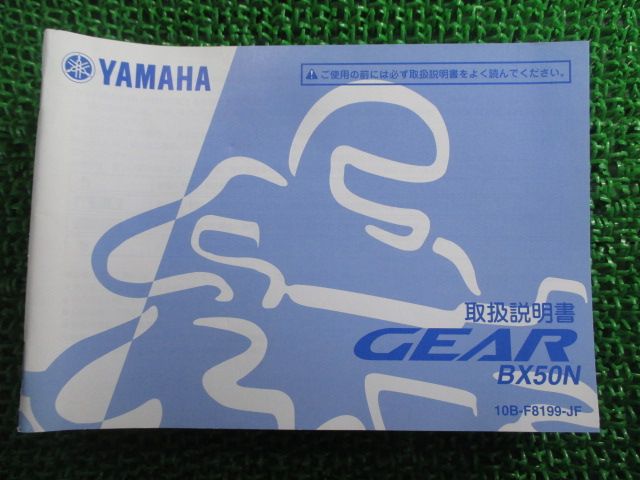 YAMAHA
⚠ご使用の前には必ず取扱説明書をよく読んでください。
取扱説明書
GEAR
BX50N
10B-F8199-JF